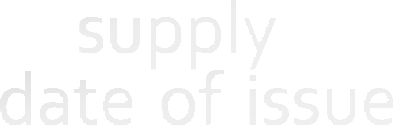 supply
date of issue